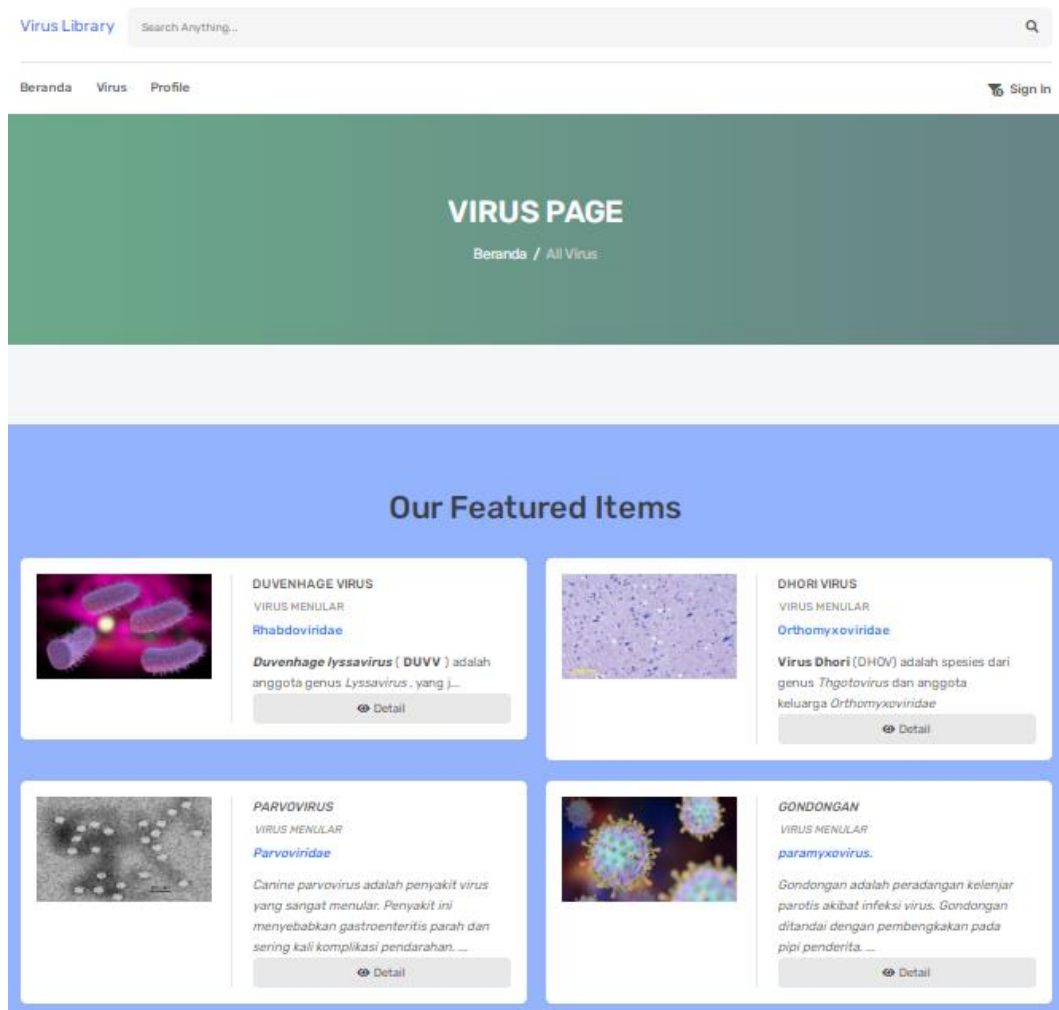 Virus Library
Search Anything...
Beranda Virus Profile
Sign In
VIRUS PAGE
Beranda / All Virus
Our Featured Items
DUVENHAGE VIRUS
VIRUS MENULAR
Rhabdoviridae
Duvenhage lyssavirus ( DUVV ) adalah
anggota genus Lyssavirus , yang j...
Detail
DHORI VIRUS
VIRUS MENULAR
Orthomyxoviridae
Virus Dhori (DHOV) adalah spesies dari
genus Thgotovirus dan anggota
keluarga Orthomyxoviridae
Detail
PARVOVIRUS
VIRUS MENULAR
Parvoviridae
Canine parvovirus adalah penyakit virus
yang sangat menular. Penyakit ini
menyebabkan gastroenteritis parah dan
sering kali komplikasi pendarahan. ...
Detail
GONDONGAN
VIRUS MENULAR
paramyxovirus.
Gondongan adalah peradangan kelenjar
parotis akibat infeksi virus. Gondongan
ditandai dengan pembengkakan pada
pipi penderita. ...
Detail